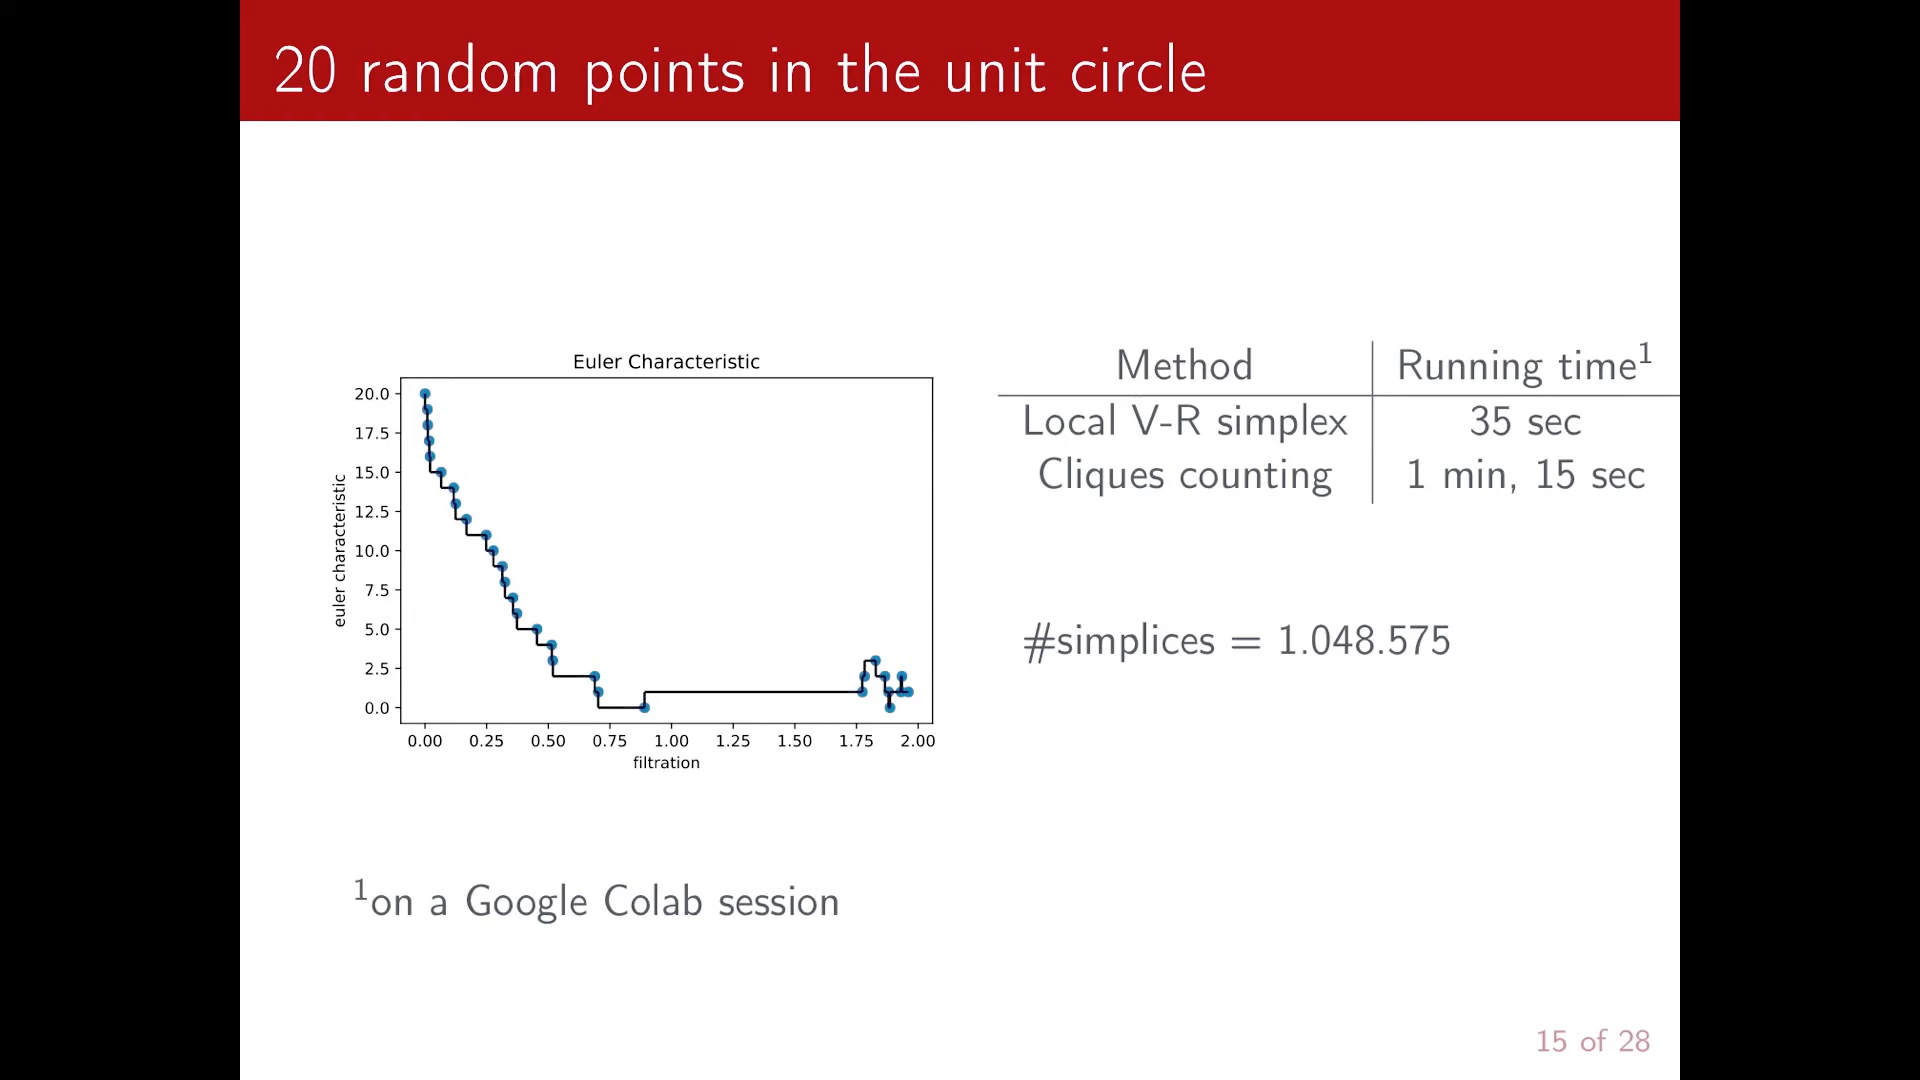 20 random points in the unit circle
Euler Characteristic
20.0
17.5
15.0
12.5
10.0
7.5
5.0
2.5
0.0
euler characteristic
0.00 0.25 0.50 0.75 1.00 1.25 1.50 1.75 2.00
filtration
Method Running time1
Local V-R simplex 35 sec
Cliques counting 1 min, 15 sec
#simplices = 1.048.575
1on a Google Colab session
15 of 28